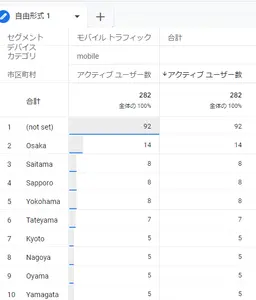 自由形式 1
セグメント モバイル トラフィック 合計
デバイス
カテゴリ mobile
市区町村 アクティブ ユーザー数 ↓アクティブ ユーザー数
合計 282 282
全体の 100% 全体の 100%
1 (not set) 92 92
2 Osaka 14 14
3 Saitama 8 8
4 Sapporo 8 8
5 Yokohama 8 8
6 Tateyama 7 7
7 Kyoto 5 5
8 Nagoya 5 5
9 Oyama 5 5
10 Yamagata 5 5